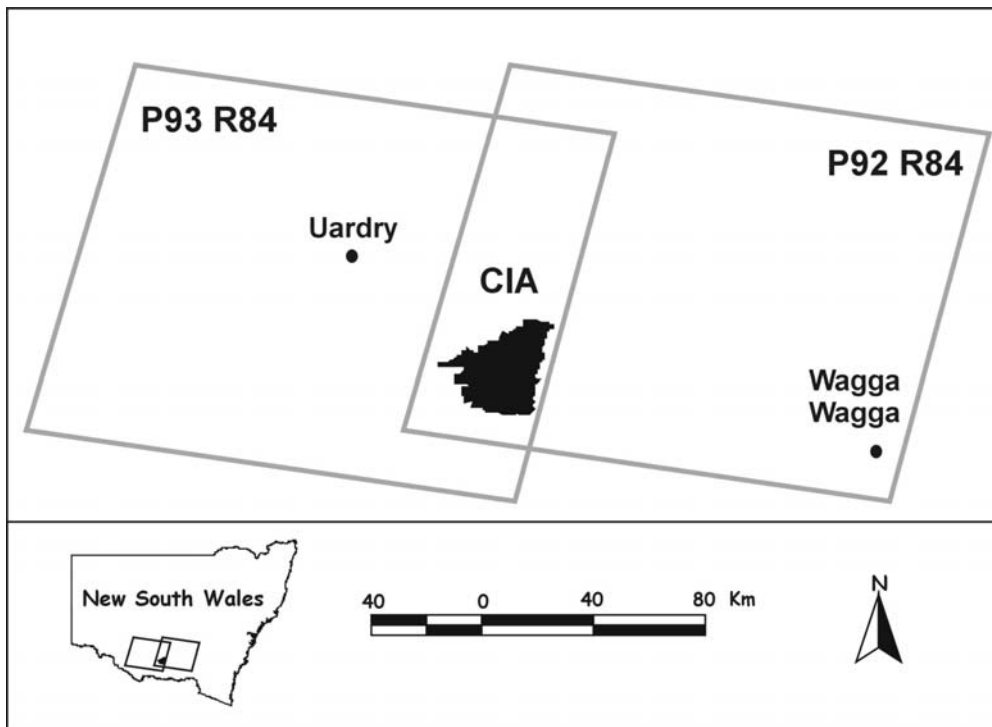 P93 R84
P92 R84
Uardry
CIA
Wagga
Wagga
New South Wales
40 0 40 80 Km
N